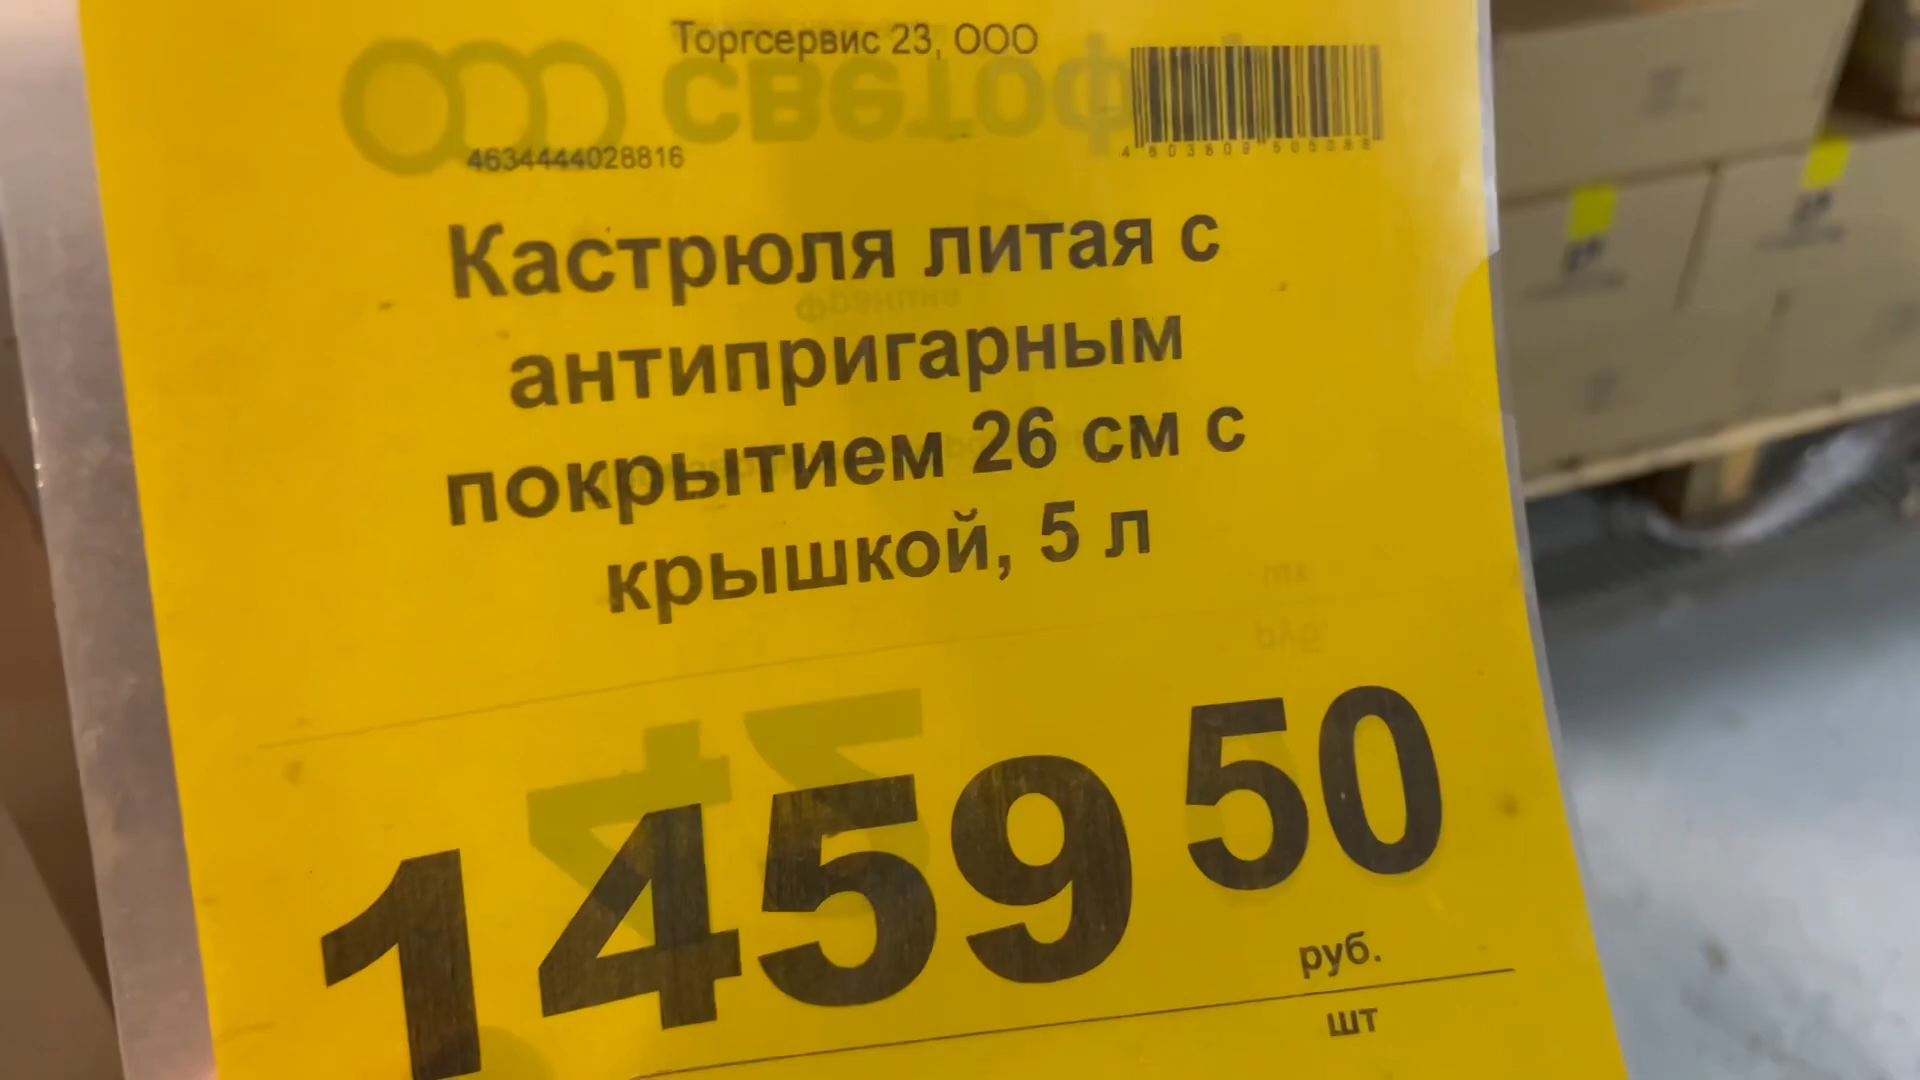 Торгсервис 23, ООО
4634444028816
Кастрюля литая с
антипригарным
покрытием 26 см с
крышкой, 5 л
1459 50
руб.
шт